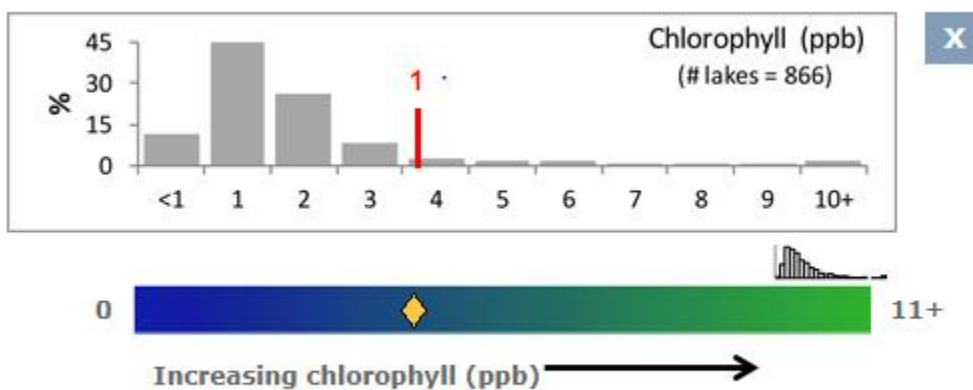 Chlorophyll (ppb)
(# lakes = 866)
X
%
45
30
15
0
1
<1 1 2 3 4 5 6 7 8 9 10+
0 11+
Increasing chlorophyll (ppb)